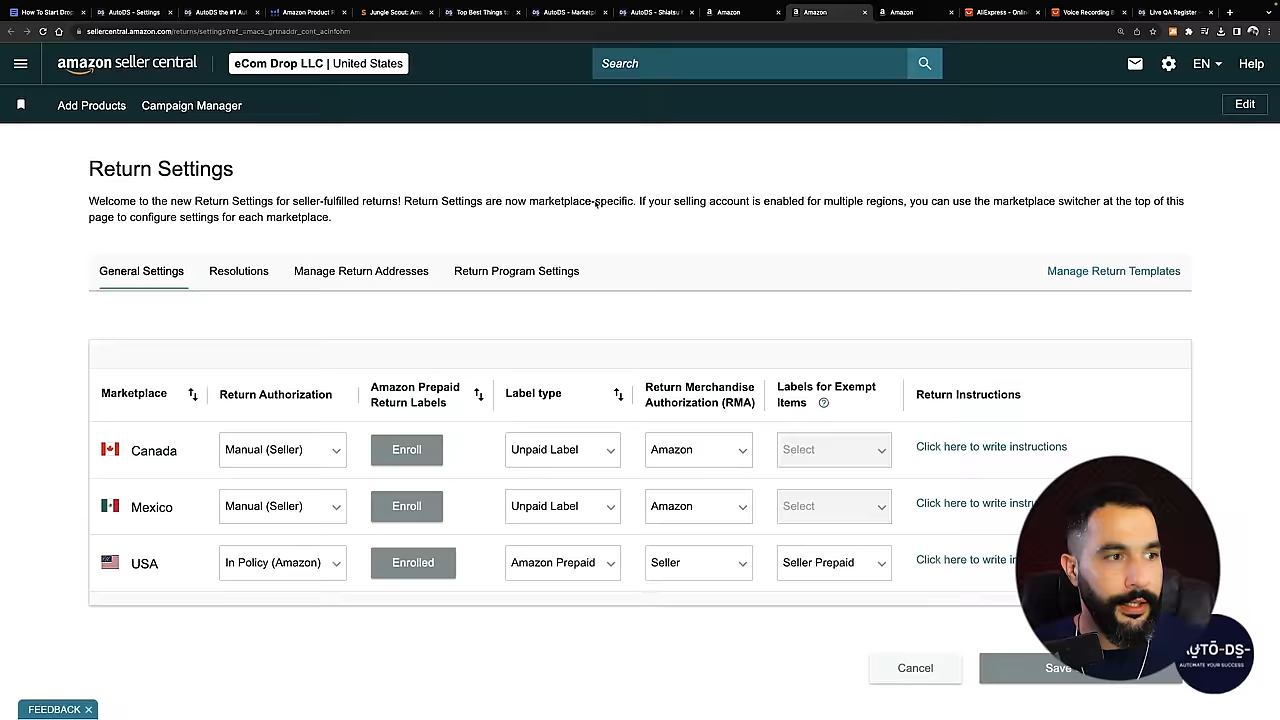 How To Start Drop
AutoDS - Settings
AutoDS the #1 Au
Amazon Product R
Jungle Scout: Am
Top Best Things to
AutoDS - Marketpl
AutoDS - Shiatsu
Amazon
Amazon
Amazon
AliExpress - Onlin
Voice Recording
Live QA Register
sellercentral.amazon.com/returns/settings?ref_=macs_grtnaddr_cont_acinfohm
amazon seller central
eCom Drop LLC | United States
Search
EN
Help
Add Products
Campaign Manager
Edit
Return Settings
Welcome to the new Return Settings for seller-fulfilled returns! Return Settings are now marketplace-specific. If your selling account is enabled for multiple regions, you can use the marketplace switcher at the top of this
page to configure settings for each marketplace.
General Settings
Resolutions
Manage Return Addresses
Return Program Settings
Manage Return Templates
Marketplace
Return Authorization
Amazon Prepaid
Return Labels
Label type
Return Merchandise
Authorization (RMA)
Labels for Exempt
Items
Return Instructions
Canada
Manual (Seller)
Enroll
Unpaid Label
Amazon
Select
Click here to write instructions
Mexico
Manual (Seller)
Enroll
Unpaid Label
Amazon
Select
Click here to write instru
USA
In Policy (Amazon)
Enrolled
Amazon Prepaid
Seller
Seller Prepaid
Click here to write in
Cancel
Save
AUTO-DS-
AUTOMATE YOUR SUCCESS
FEEDBACK